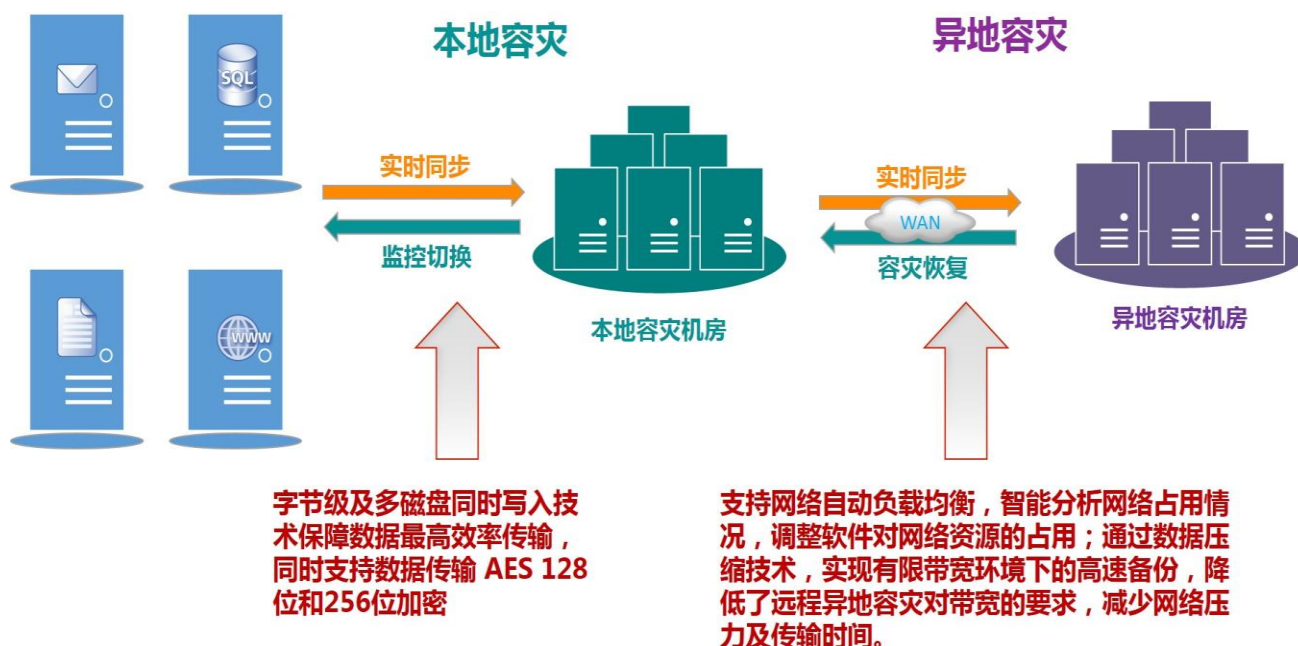 本地容灾
异地容灾
SQL
实时同步
监控切换
实时同步
WAN
容灾恢复
WWW
本地容灾机房
异地容灾机房
字节级及多磁盘同时写入技
术保障数据最高效率传输，
同时支持数据传输 AES 128
位和256位加密
支持网络自动负载均衡，智能分析网络占用情
况，调整软件对网络资源的占用；通过数据压
缩技术，实现有限带宽环境下的高速备份，降
低了远程异地容灾对带宽的要求，减少网络压
力及传输时间。